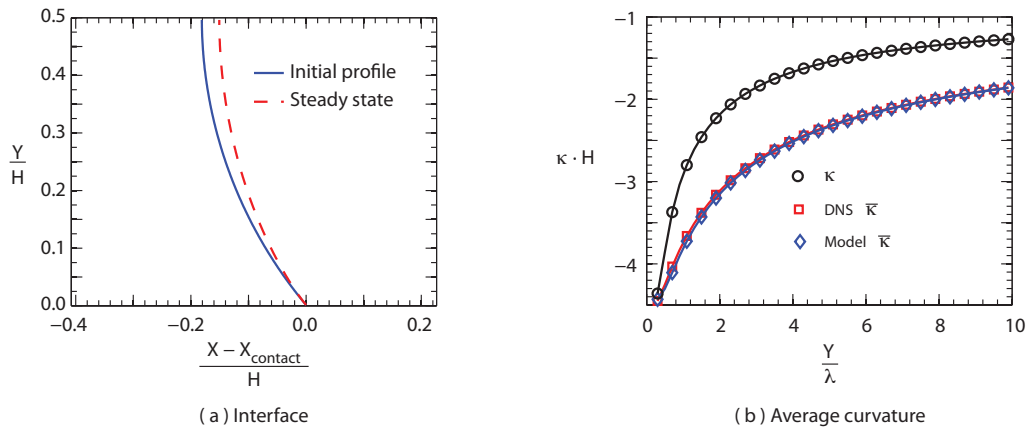 0.5
0.4
0.3
0.2
0.1
0.0
Y
H
Initial profile
Steady state
−0.4
−0.2
0.0
0.2
X − Xcontact
H
( a ) Interface
−1
−2
−3
−4
κ · H
κ
DNS κ̅
Model κ̅
0
2
4
6
8
10
Y
λ
( b ) Average curvature